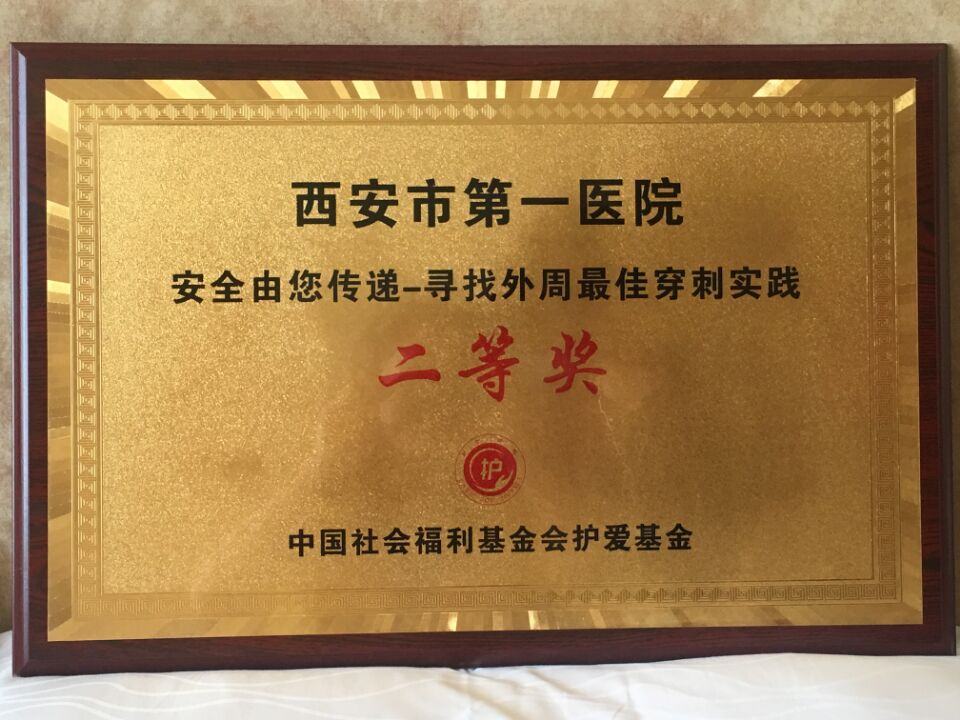 西安市第一医院
安全由您传递–寻找外周最佳穿刺实践
二等奖
护
中国社会福利基金会护爱基金